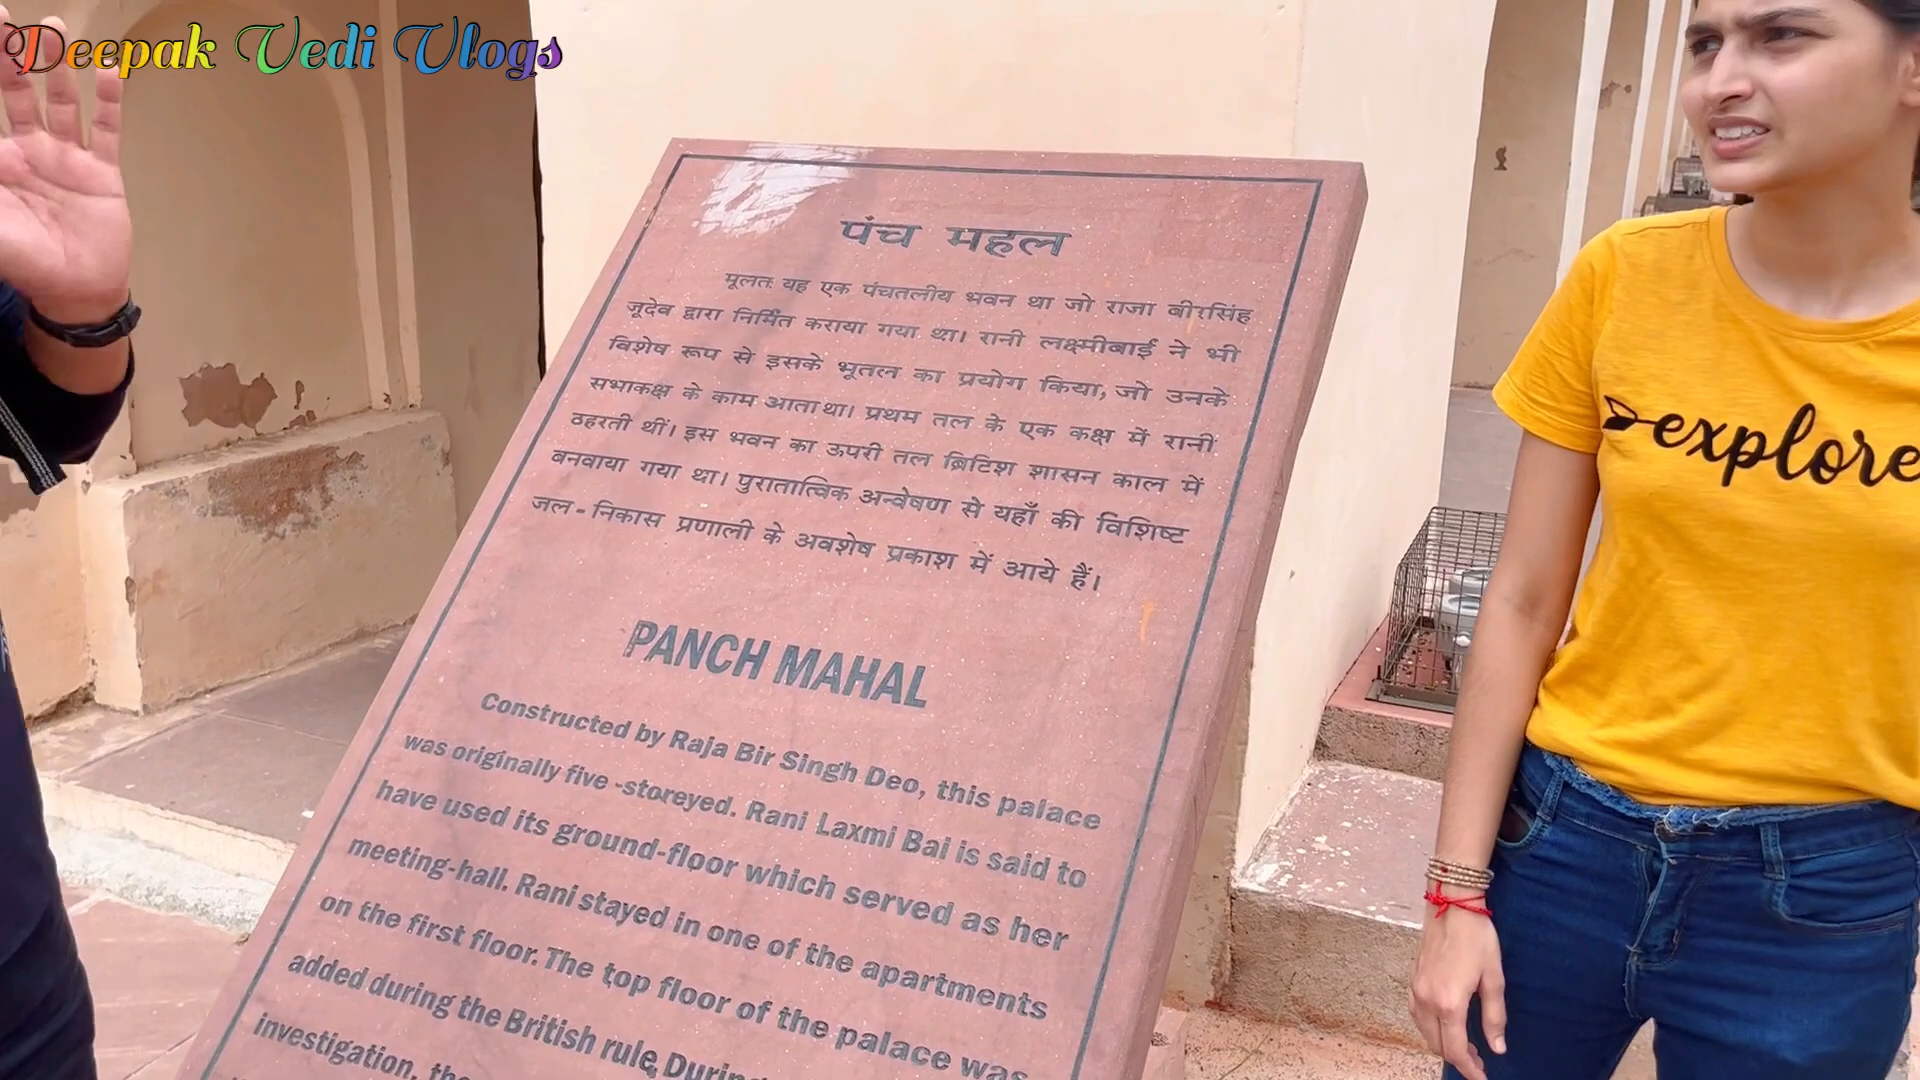 Deepak Vedi Vlogs
पंच महल
मूलतः यह एक पंचतलीय भवन था जो राजा बीरसिंह
जूदेव द्वारा निर्मित कराया गया था। रानी लक्ष्मीबाई ने भी
विशेष रूप से इसके भूतल का प्रयोग किया, जो उनके
सभाकक्ष के काम आता था। प्रथम तल के एक कक्ष में रानी
ठहरती थीं। इस भवन का ऊपरी तल ब्रिटिश शासन काल में
बनवाया गया था। पुरातात्विक अन्वेषण से यहाँ की विशिष्ट
जल-निकास प्रणाली के अवशेष प्रकाश में आये हैं।
PANCH MAHAL
Constructed by Raja Bir Singh Deo, this palace
was originally five -storeyed. Rani Laxmi Bai is said to
have used its ground-floor which served as her
meeting-hall. Rani stayed in one of the apartments
on the first floor. The top floor of the palace was
added during the British rule. During
investigation, the
explore